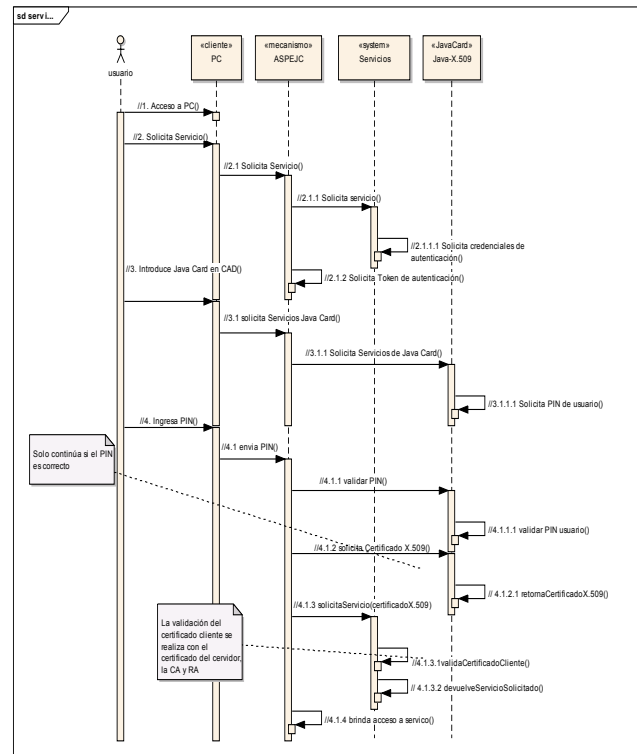 sd servi...
«cliente»
PC
«mecanismo»
ASPEJC
«system»
Servicios
«JavaCard»
Java-X.509
usuario
//1. Acceso a PC()
//2. Solicita Servicio()
//2.1 Solicita Servicio()
//2.1.1 Solicita servicio()
//2.1.1.1 Solicita credenciales de
autenticación()
//2.1.2 Solicita Token de autenticación()
//3. Introduce Java Card en CAD()
//3.1 solicita Servicios Java Card()
//3.1.1 Solicita Servicios de Java Card()
//3.1.1.1 Solicita PIN de usuario()
//4. Ingresa PIN()
//4.1 envia PIN()
Solo continúa si el PIN
es correcto
//4.1.1 validar PIN()
//4.1.1.1 validar PIN usuario()
//4.1.2 solicita Certificado X.509()
// 4.1.2.1 retornaCertificadoX.509()
//4.1.3 solicitaServicio(certificadoX.509)
La validación del
certificado cliente se
realiza con el
certificado del cervidor,
la CA y RA
//4.1.3.1validaCertificadoCliente()
// 4.1.3.2 devuelveServicioSolicitado()
//4.1.4 brinda acceso a servico()